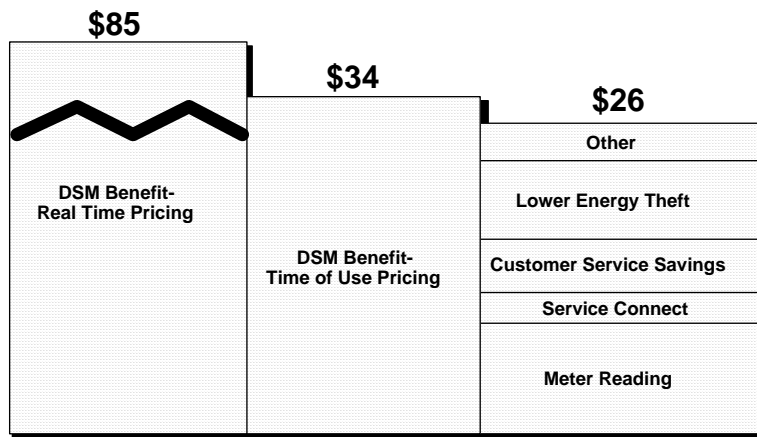 $85
$34
$26
DSM Benefit-
Real Time Pricing
DSM Benefit-
Time of Use Pricing
Other
Lower Energy Theft
Customer Service Savings
Service Connect
Meter Reading